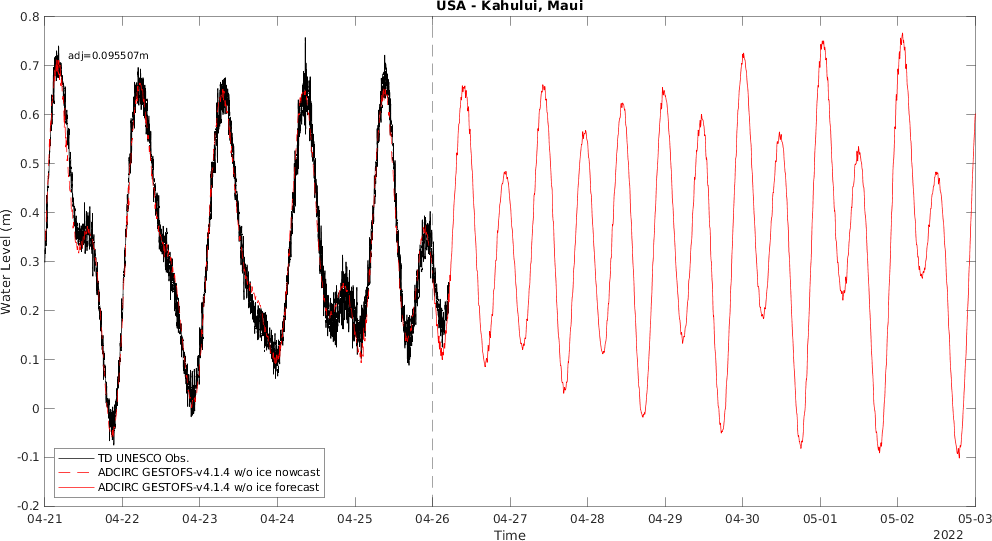 USA - Kahului, Maui
0.8
0.7
0.6
0.5
0.4
0.3
0.2
0.1
0
-0.1
-0.2
Water Level (m)
adj=0.095507m
TD UNESCO Obs.
ADCIRC GESTOFS-v4.1.4 w/o ice nowcast
ADCIRC GESTOFS-v4.1.4 w/o ice forecast
04-21 04-22 04-23 04-24 04-25 04-26 04-27 04-28 04-29 04-30 05-01 05-02 05-03
Time
2022